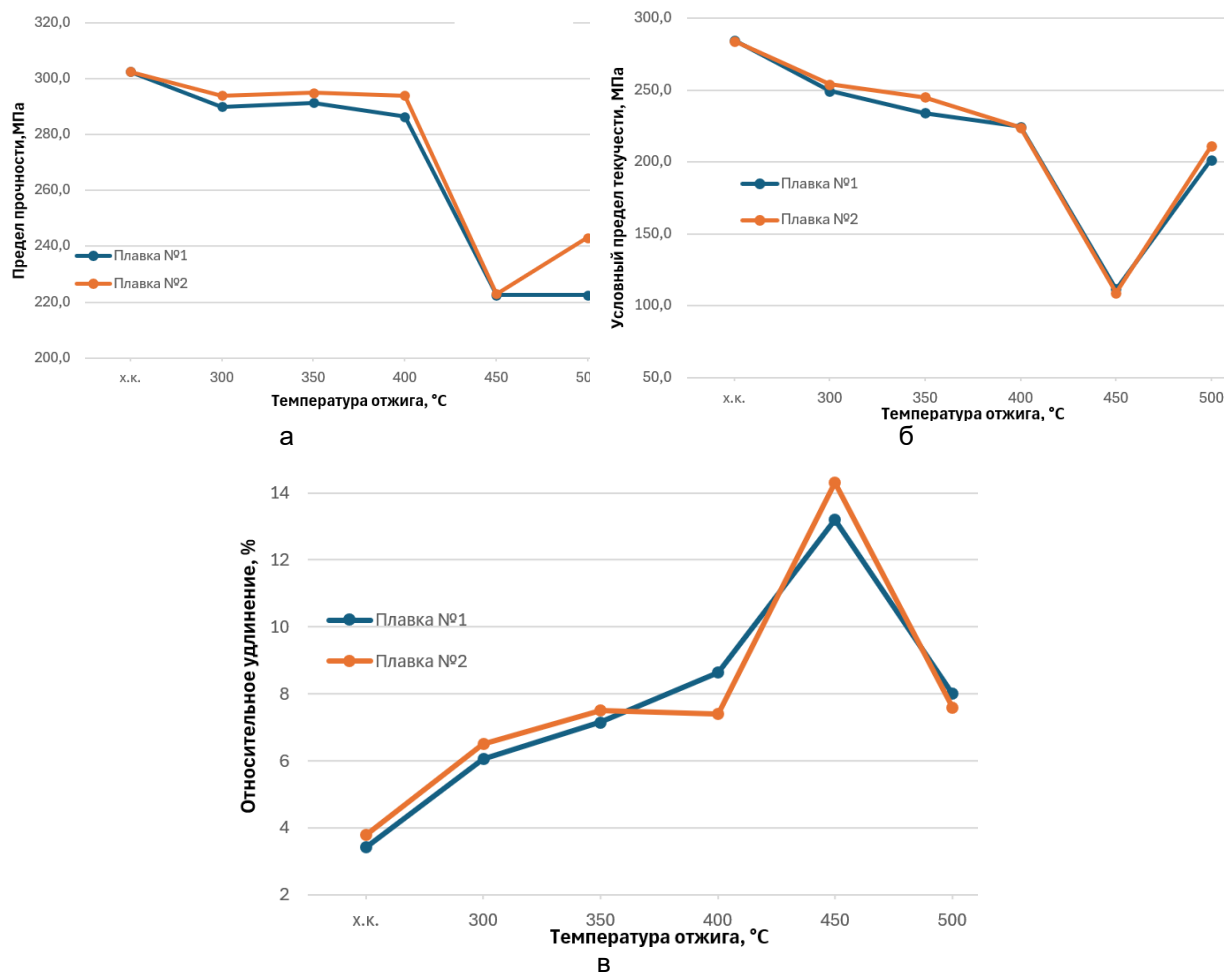 Предел прочности,МПа
320,0
300,0
280,0
260,0
240,0
220,0
200,0
Плавка №1
Плавка №2
х.к. 300 350 400 450 50
Температура отжига, °С
а
Условный предел текучести, МПа
300,0
250,0
200,0
150,0
100,0
50,0
Плавка №1
Плавка №2
х.к. 300 350 400 450 500
Температура отжига, °С
б
Относительное удлинение, %
14
12
10
8
6
4
2
Плавка №1
Плавка №2
х.к. 300 350 400 450 500
Температура отжига, °С
в